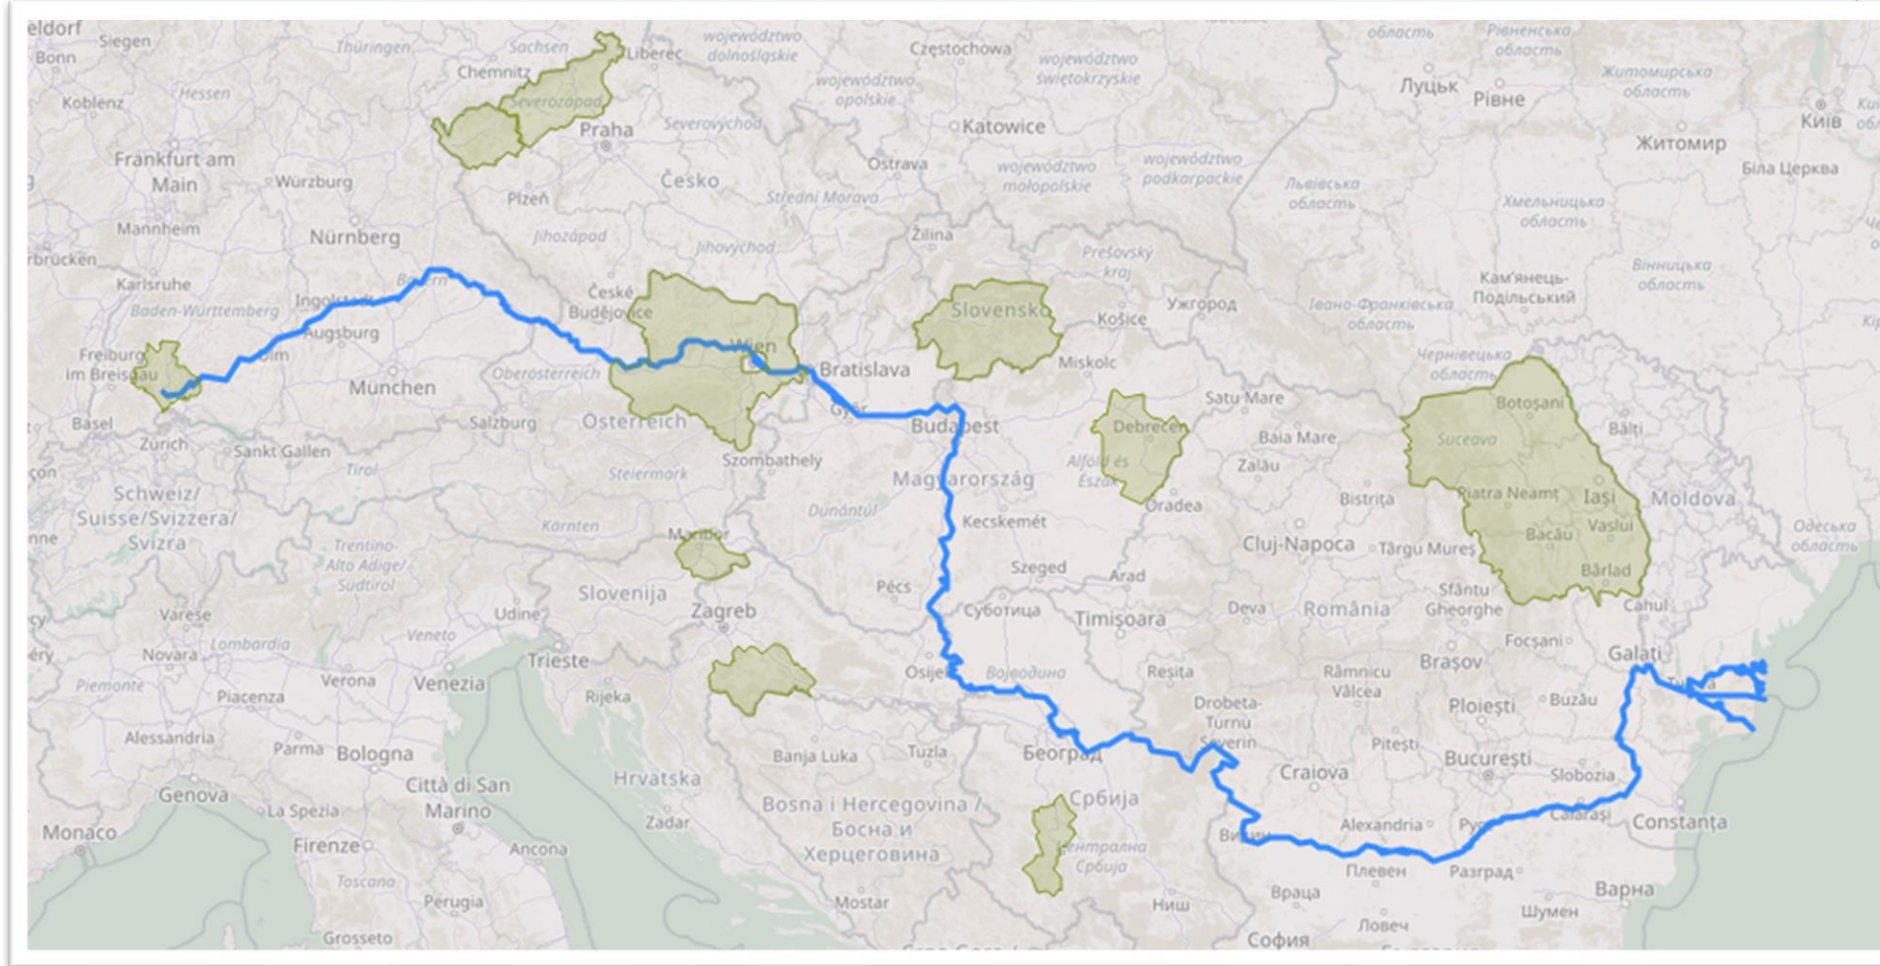 eldorf
Siegen
Bonn
Thüringen
Sachsen
Liberec
województwo
dolnośląskie
Częstochowa
województwo
świętokrzyskie
область
Рівненська
область
Chemnitz
Koblenz
Hessen
Severozápad
województwo
opolskie
Луцьк
Рівне
Житомирська
область
Київ
Praha
Severovýchod
Katowice
Житомир
Frankfurt am
Main
Würzburg
Ostrava
województwo
małopolskie
województwo
podkarpackie
Львівська
область
Біла Церква
Plzeň
Česko
Střední Morava
Хмельницька
область
Mannheim
Nürnberg
Jihozápad
Jihovýchod
Žilina
Prešovský
kraj
rbrücken
Karlsruhe
Bayern
České
Budějovice
Slovensko
Košice
Ужгород
Івано-Франківська
область
Кам'янець-
Подільський
Вінницька
область
Baden-Württemberg
Ingolstadt
Augsburg
Ulm
Freiburg
im Breisgau
München
Oberösterreich
Wien
Bratislava
Miskolc
Чернівецька
область
Basel
Zürich
Sankt Gallen
Salzburg
Österreich
Győr
Budapest
Debrecen
Satu Mare
Baia Mare
Botoșani
Bălți
Suceava
Tirol
Steiermark
Szombathely
Magyarország
Alföld és
Észak
Zalău
Bistrița
Piatra Neamț
Iași
Moldova
Schweiz/
Suisse/Svizzera/
Svizra
Kärnten
Maribor
Dunántúl
Kecskemét
Oradea
Cluj-Napoca
Târgu Mureș
Bacău
Vaslui
Одеська
область
Trentino-
Alto Adige/
Südtirol
Slovenija
Pécs
Szeged
Arad
Sfântu
Gheorghe
Bârlad
Cahul
Varese
Udine
Zagreb
Суботица
Timișoara
Deva
România
Lombardia
Veneto
Novara
Trieste
Osijek
Војводина
Reșița
Râmnicu
Vâlcea
Brașov
Focșani
Galați
Piemonte
Piacenza
Verona
Venezia
Rijeka
Drobeta-
Turnu
Severin
Ploiești
Buzău
Tulcea
Alessandria
Parma
Bologna
Banja Luka
Tuzla
Београд
Pitești
București
Slobozia
Genova
La Spezia
Città di San
Marino
Hrvatska
Bosna i Hercegovina /
Босна и
Херцеговина
Србија
Craiova
Monaco
Firenze
Ancona
Zadar
Централна
Србија
Видин
Alexandria
Călărași
Constanța
Toscana
Perugia
Mostar
Ниш
Плевен
Разград
Варна
Враца
Шумен
Grosseto
София
Ловеч